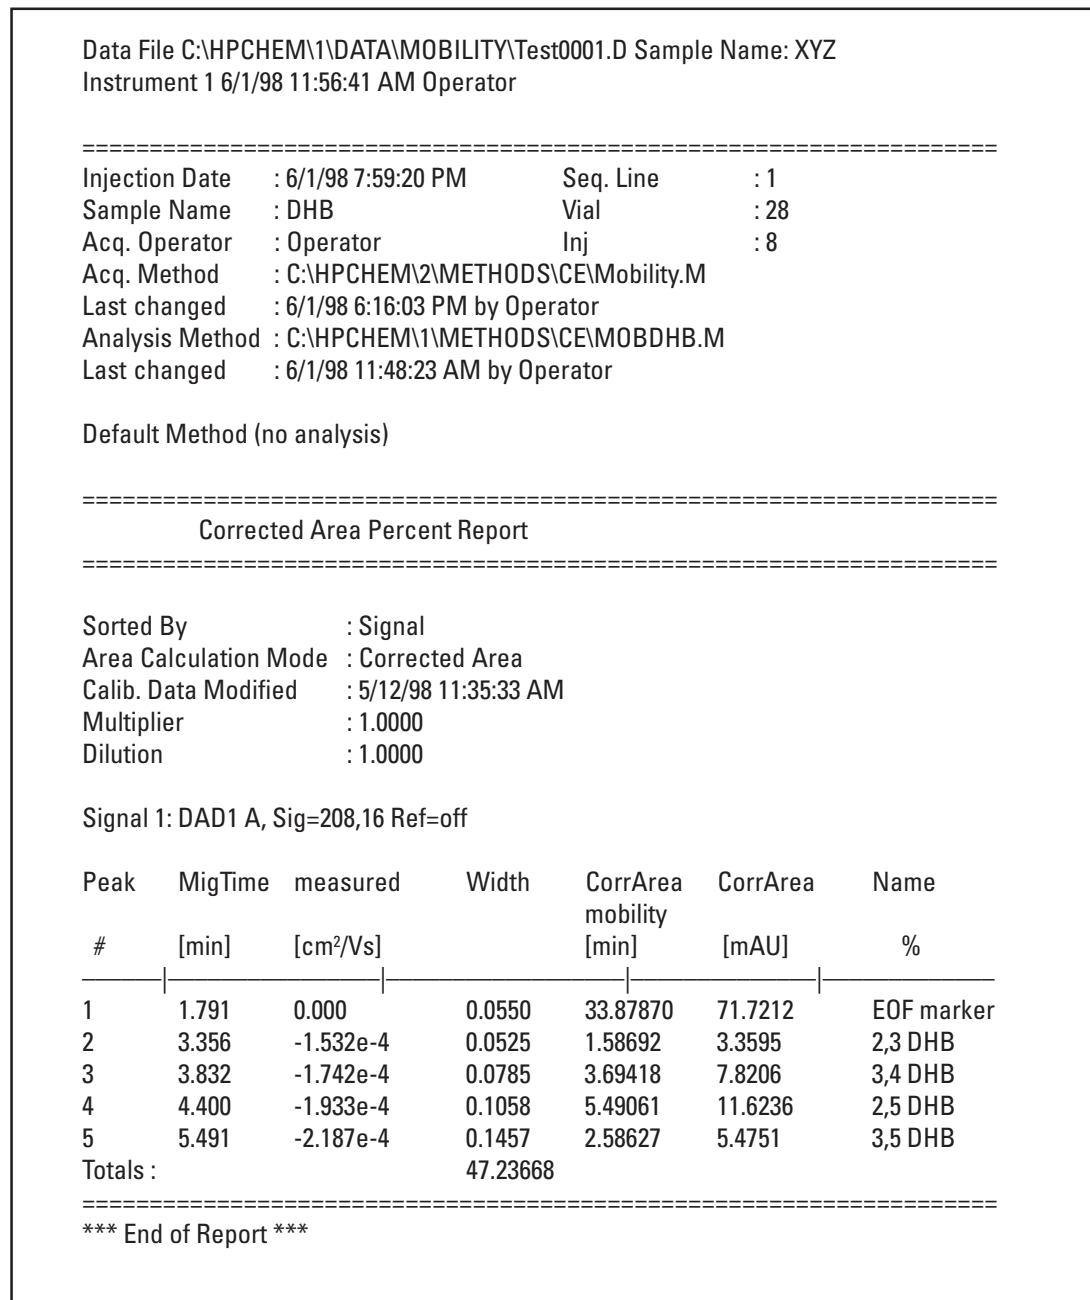 Data File C:\HPCHEM\1\DATA\MOBILITY\Test0001.D Sample Name: XYZ
Instrument 1 6/1/98 11:56:41 AM Operator
====================================================================
Injection Date : 6/1/98 7:59:20 PM Seq. Line : 1
Sample Name : DHB Vial : 28
Acq. Operator : Operator Inj : 8
Acq. Method : C:\HPCHEM\2\METHODS\CE\Mobility.M
Last changed : 6/1/98 6:16:03 PM by Operator
Analysis Method : C:\HPCHEM\1\METHODS\CE\MOBDHB.M
Last changed : 6/1/98 11:48:23 AM by Operator
Default Method (no analysis)
====================================================================
Corrected Area Percent Report
====================================================================
Sorted By : Signal
Area Calculation Mode : Corrected Area
Calib. Data Modified : 5/12/98 11:35:33 AM
Multiplier : 1.0000
Dilution : 1.0000
Signal 1: DAD1 A, Sig=208,16 Ref=off
Peak MigTime measured Width CorrArea CorrArea Name
mobility
# [min] [cm²/Vs] [min] [mAU] %
1 1.791 0.000 0.0550 33.87870 71.7212 EOF marker
2 3.356 -1.532e-4 0.0525 1.58692 3.3595 2,3 DHB
3 3.832 -1.742e-4 0.0785 3.69418 7.8206 3,4 DHB
4 4.400 -1.933e-4 0.1058 5.49061 11.6236 2,5 DHB
5 5.491 -2.187e-4 0.1457 2.58627 5.4751 3,5 DHB
Totals : 47.23668
====================================================================
*** End of Report ***